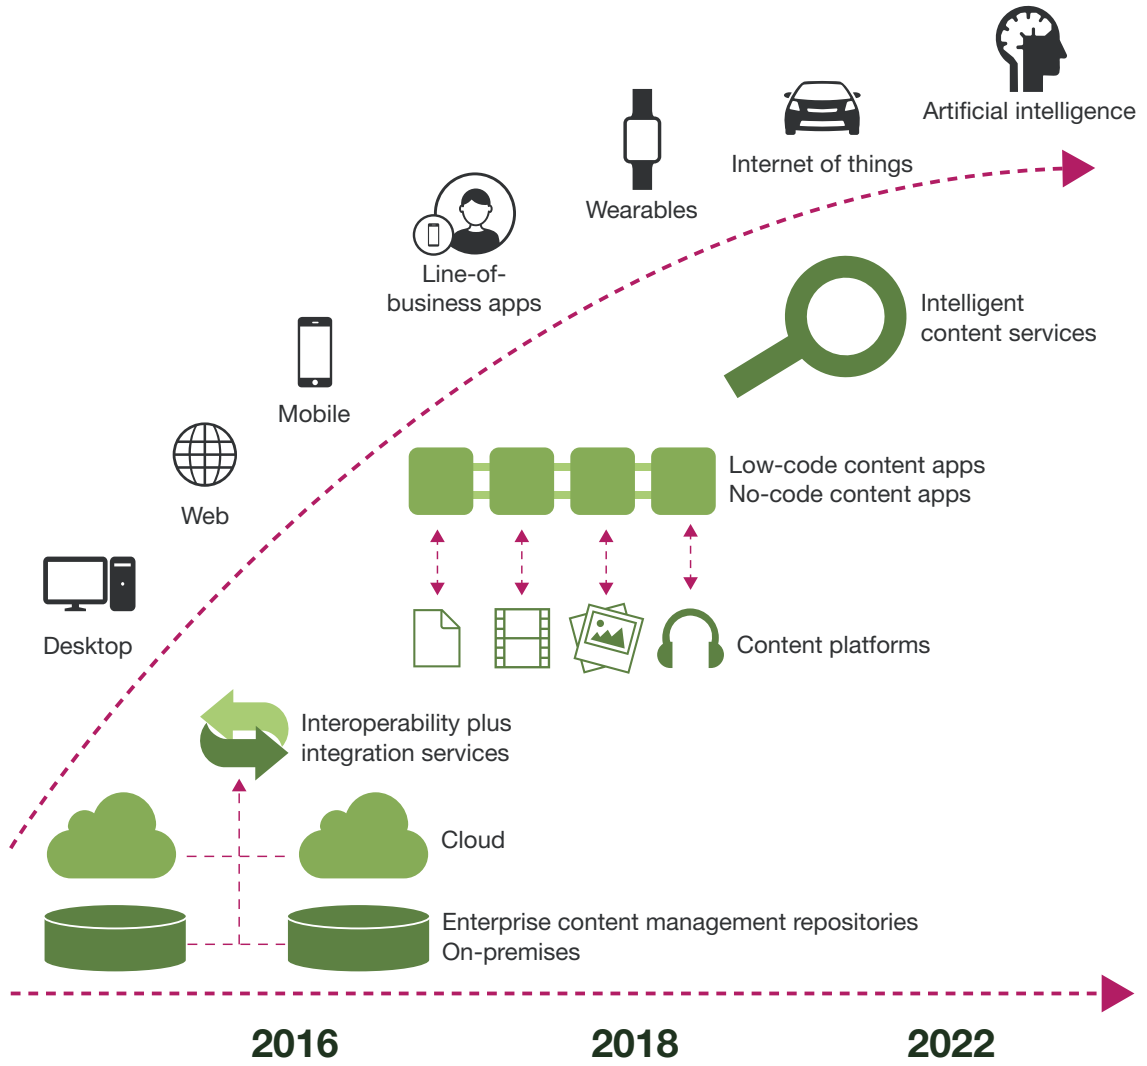 Artificial intelligence
Internet of things
Wearables
Line-of-
business apps
Intelligent
content services
Mobile
Low-code content apps
No-code content apps
Web
Desktop
Content platforms
Interoperability plus
integration services
Cloud
Enterprise content management repositories
On-premises
2016
2018
2022